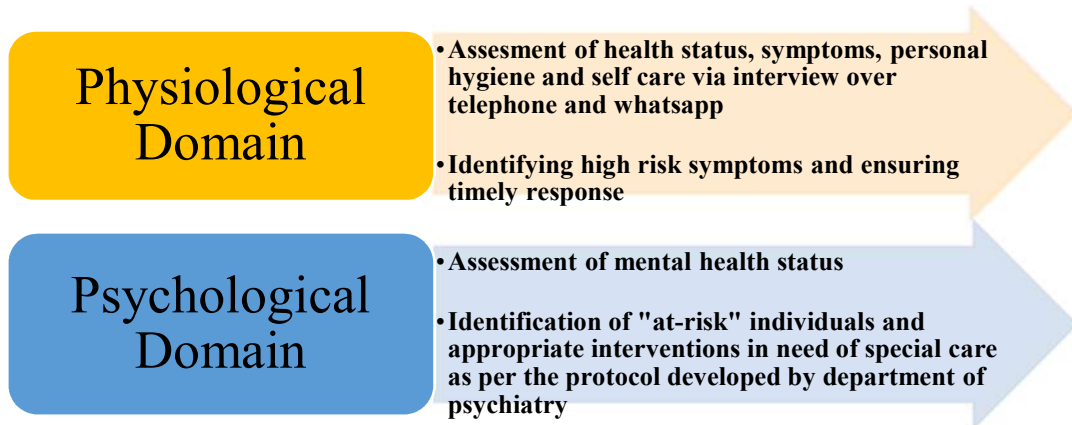 Physiological
Domain
•Assesment of health status, symptoms, personal
hygiene and self care via interview over
telephone and whatsapp
•Identifying high risk symptoms and ensuring
timely response
Psychological
Domain
•Assessment of mental health status
•Identification of "at-risk" individuals and
appropriate interventions in need of special care
as per the protocol developed by department of
psychiatry